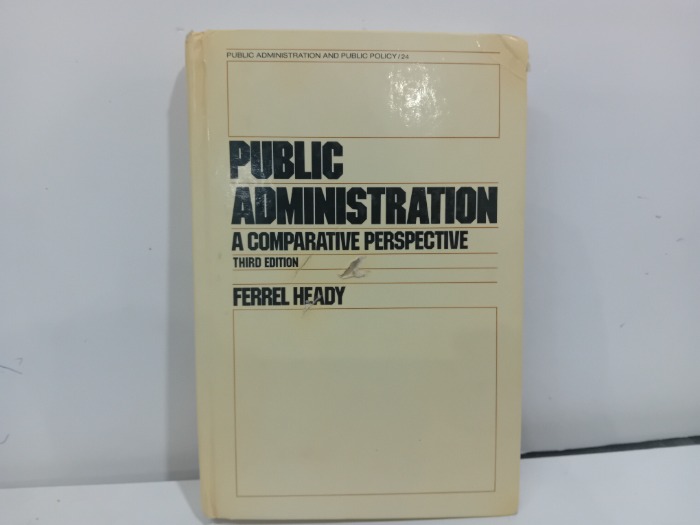 PUBLIC ADMINISTRATION AND PUBLIC POLICY/24
PUBLIC
ADMINISTRATION
A COMPARATIVE PERSPECTIVE
THIRD EDITION
FERREL HEADY